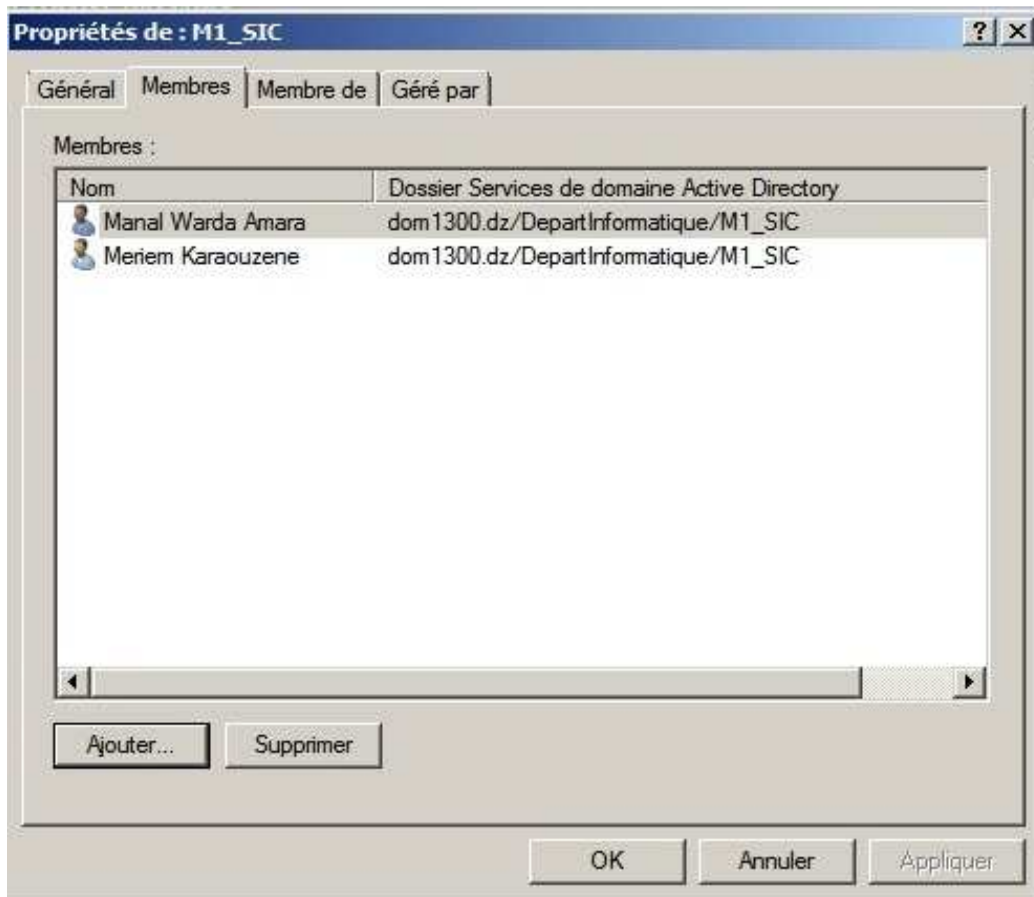 Propriétés de : M1_SIC
Général Membres Membre de Géré par
Membres :
Nom Dossier Services de domaine Active Directory
Manal Warda Amara dom1300.dz/DepartInformatique/M1_SIC
Meriem Karaouzene dom1300.dz/DepartInformatique/M1_SIC
Ajouter... Supprimer
OK Annuler Appliquer